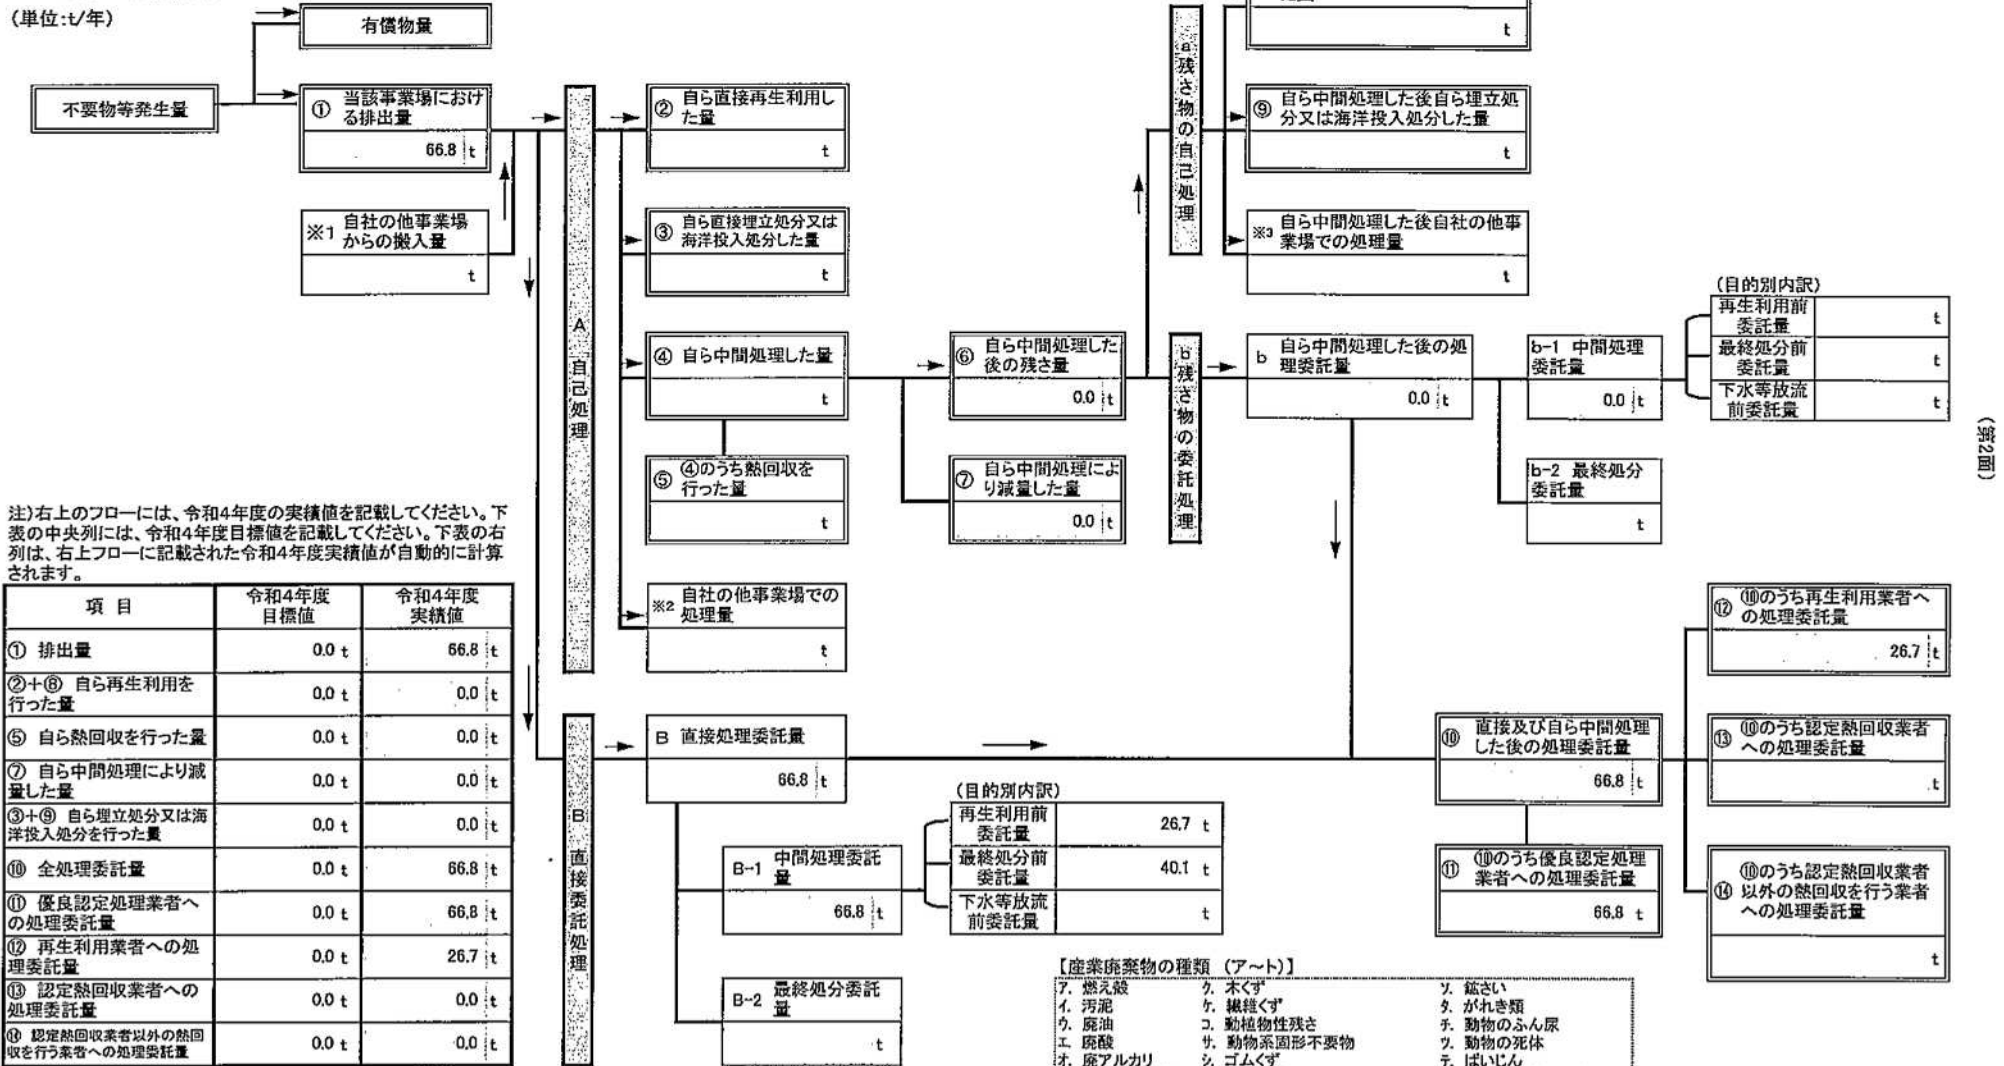 (単位:t/年)
有償物量
不要物等発生量
① 当該事業場におけ
る排出量
66.8 t
※1 自社の他事業場
からの搬入量
t
A 自己処理
② 自ら直接再生利用し
た量
t
③ 自ら直接埋立処分又は
海洋投入処分した量
t
④ 自ら中間処理した量
t
⑤ ④のうち熱回収を
行った量
t
※2 自社の他事業場での
処理量
t
⑥ 自ら中間処理した
後の残さ量
0.0 t
⑦ 自ら中間処理によ
り減量した量
0.0 t
a 残さ物の自己処理
t
⑨ 自ら中間処理した後自ら埋立処
分又は海洋投入処分した量
t
※3 自ら中間処理した後自社の他事
業場での処理量
t
b 残さ物の委託処理
b 自ら中間処理した後の処
理委託量
0.0 t
b-1 中間処理
委託量
0.0 t
(目的別内訳)
再生利用前
委託量 t
最終処分前
委託量 t
下水等放流
前委託量 t
b-2 最終処分
委託量
t
(第2面)
注)右上のフローには、令和4年度の実績値を記載してください。下
表の中央列には、令和4年度目標値を記載してください。下表の右
列は、右上フローに記載された令和4年度実績値が自動的に計算
されます。
項 目 令和4年度 目標値 令和4年度 実績値
① 排出量 0.0 t 66.8 t
②+⑧ 自ら再生利用を
行った量 0.0 t 0.0 t
⑤ 自ら熱回収を行った量 0.0 t 0.0 t
⑦ 自ら中間処理により減
量した量 0.0 t 0.0 t
③+⑨ 自ら埋立処分又は海
洋投入処分を行った量 0.0 t 0.0 t
⑩ 全処理委託量 0.0 t 66.8 t
⑪ 優良認定処理業者へ
の処理委託量 0.0 t 66.8 t
⑫ 再生利用業者への処
理委託量 0.0 t 26.7 t
⑬ 認定熱回収業者への
処理委託量 0.0 t 0.0 t
⑭ 認定熱回収業者以外の熱回
収を行う業者への処理委託量 0.0 t 0.0 t
B 直接委託処理
B 直接処理委託量
66.8 t
B-1 中間処理委託
量
66.8 t
(目的別内訳)
再生利用前
委託量 26.7 t
最終処分前
委託量 40.1 t
下水等放流
前委託量 t
B-2 最終処分委託
量
t
⑩ 直接及び自ら中間処理
した後の処理委託量
66.8 t
⑪ ⑩のうち優良認定処理
業者への処理委託量
66.8 t
⑫ ⑩のうち再生利用業者へ
の処理委託量
26.7 t
⑬ ⑩のうち認定熱回収業者
への処理委託量
t
⑭ ⑩のうち認定熱回収業者
以外の熱回収を行う業者
への処理委託量
t
【産業廃棄物の種類 (ア~ト)】
ア. 燃え殻 ク. 木くず ソ. 鉱さい
イ. 汚泥 ケ. 繊維くず タ. がれき類
ウ. 廃油 コ. 動植物性残さ チ. 動物のふん尿
エ. 廃酸 サ. 動物系固形不要物 ツ. 動物の死体
オ. 廃アルカリ シ. ゴムくず テ. ばいじん